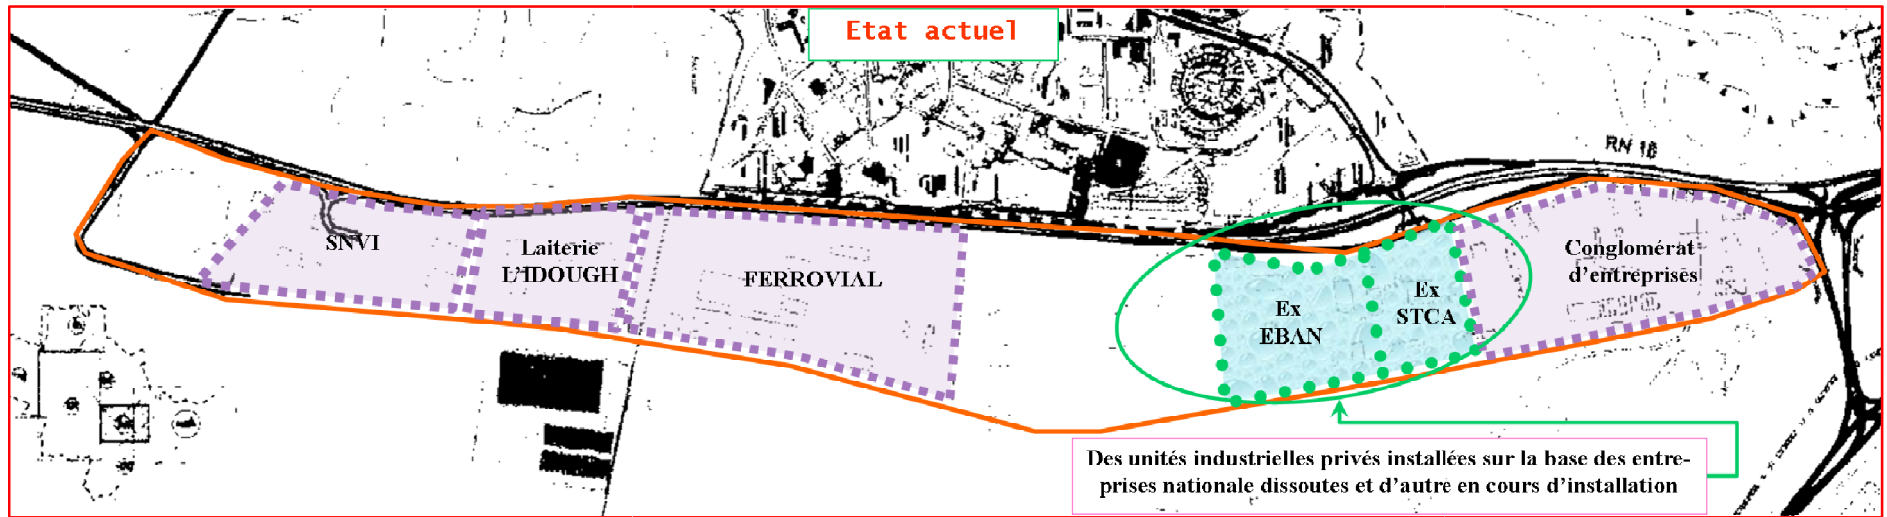 Etat actuel
RN 16
SNVI
Laiterie
L'IDOUGH
FERROVIAL
Ex
EBAN
Ex
STCA
Conglomérat
d'entreprises
Des unités industrielles privés installées sur la base des entre-
prises nationale dissoutes et d'autre en cours d'installation